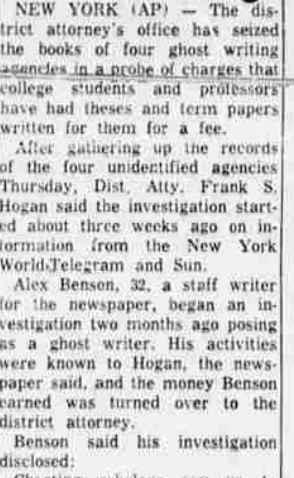 NEW YORK (AP) — The dis-
trict attorney's office has seized
the books of four ghost writing
agencies in a probe of charges that
college students and professors
have had theses and term papers
written for them for a fee.
After gathering up the records
of the four unidentified agencies
Thursday, Dist. Atty. Frank S.
Hogan said the investigation start-
ed about three weeks ago on in-
formation from the New York
World-Telegram and Sun.
Alex Benson, 32, a staff writer
for the newspaper, began an in-
vestigation two months ago posing
as a ghost writer. His activities
were known to Hogan, the news-
paper said, and the money Benson
earned was turned over to the
district attorney.
Benson said his investigation
disclosed: